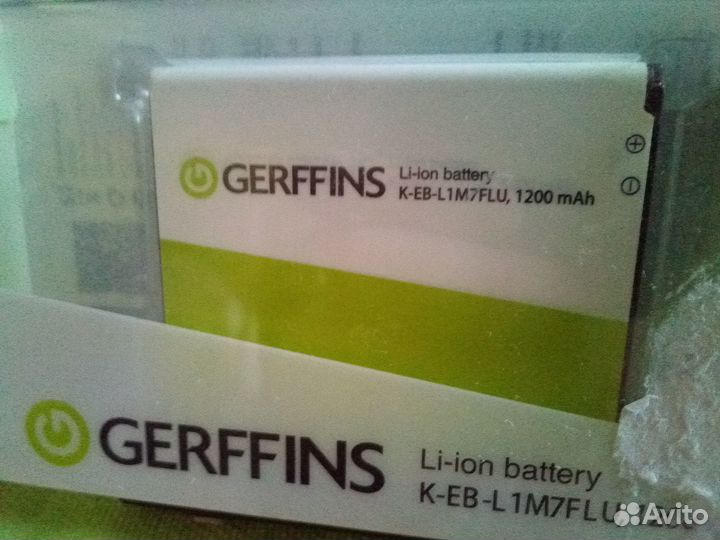 GERFFINS
Li-ion battery
K-EB-L1M7FLU, 1200 mAh
GERFFINS
Li-ion battery
K-EB-L1M7FLU
Avito